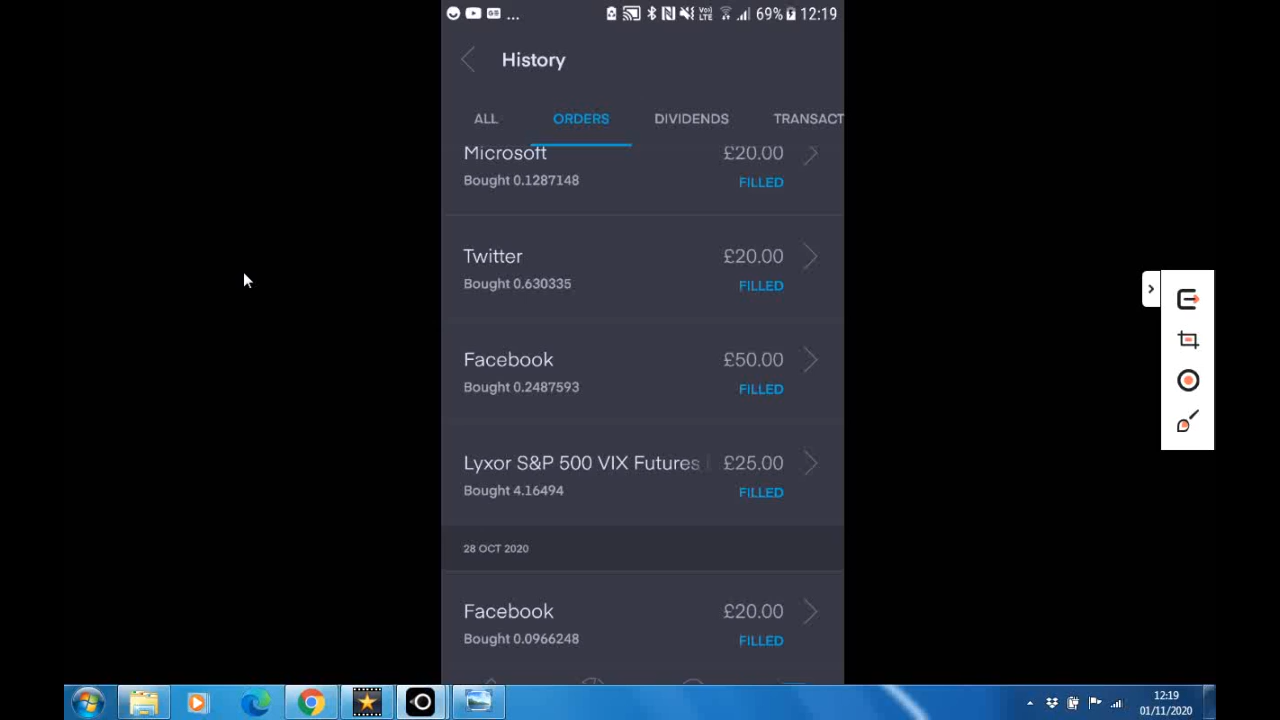 69% 12:19
History
ALL ORDERS DIVIDENDS TRANSACT
Microsoft £20.00
Bought 0.1287148 FILLED
Twitter £20.00
Bought 0.630335 FILLED
Facebook £50.00
Bought 0.2487593 FILLED
Lyxor S&P 500 VIX Futures £25.00
Bought 4.16494 FILLED
28 OCT 2020
Facebook £20.00
Bought 0.0966248 FILLED
12:19
01/11/2020